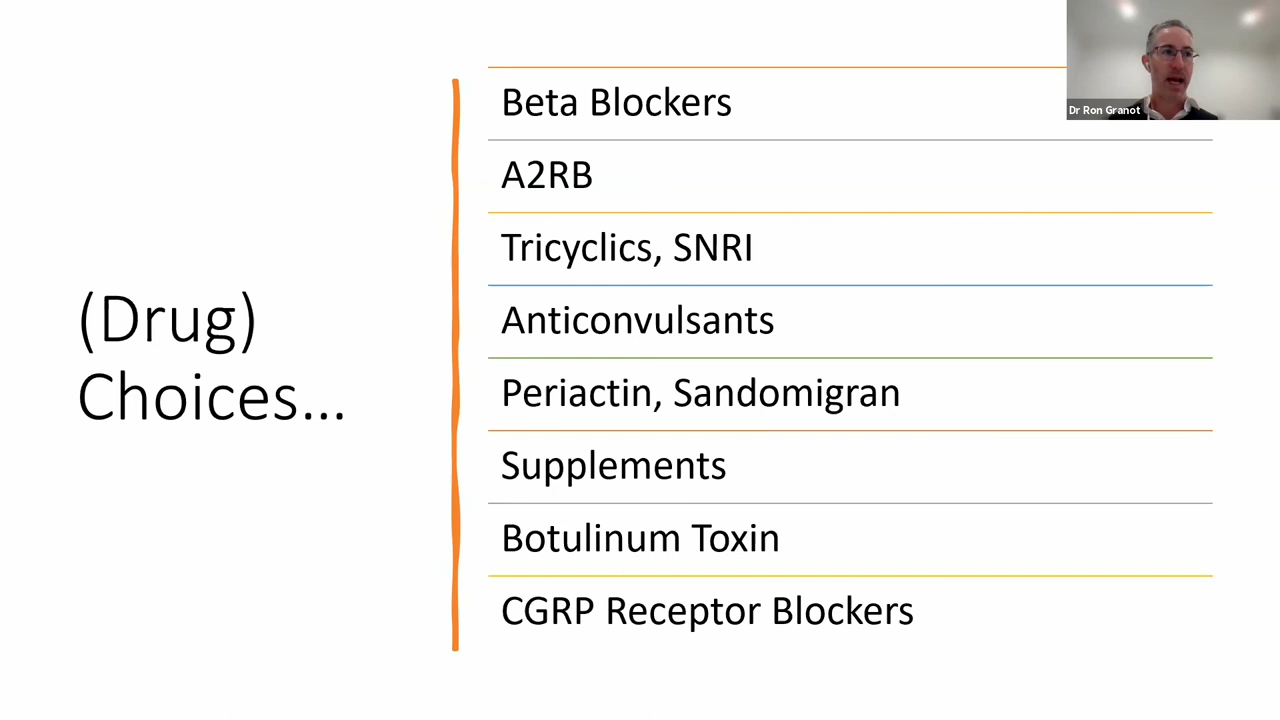 (Drug)
Choices...
Beta Blockers
A2RB
Tricyclics, SNRI
Anticonvulsants
Periactin, Sandomigran
Supplements
Botulinum Toxin
CGRP Receptor Blockers
Dr Ron Granot